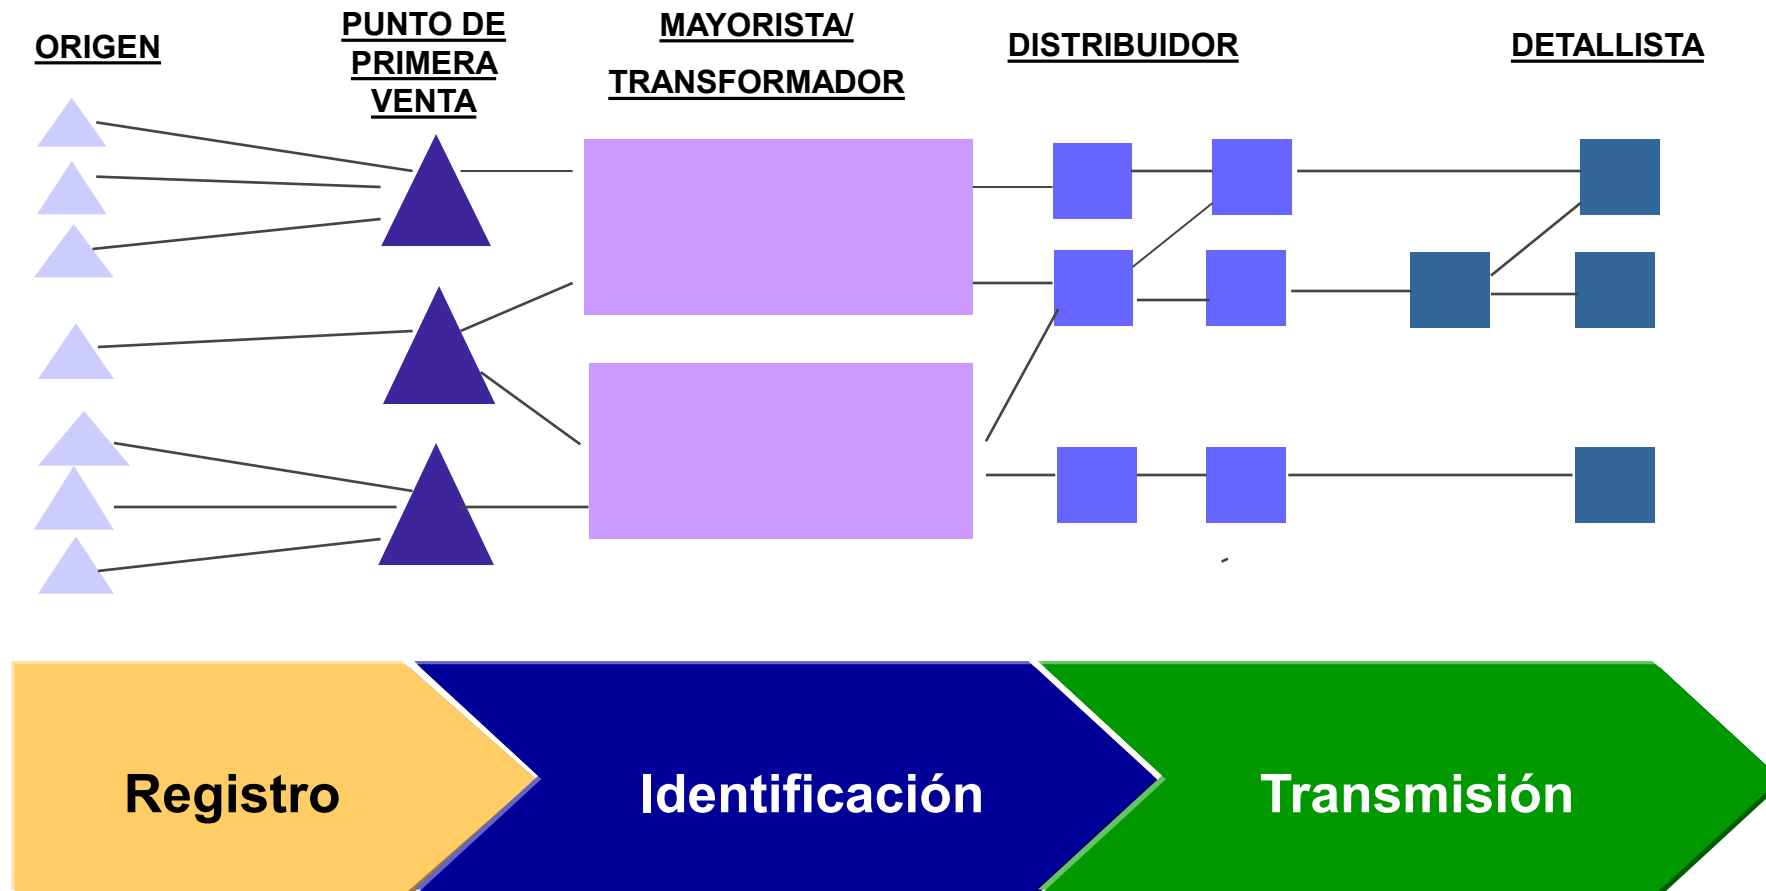 ORIGEN
PUNTO DE
PRIMERA
VENTA
MAYORISTA/
TRANSFORMADOR
DISTRIBUIDOR
DETALLISTA
Registro
Identificación
Transmisión